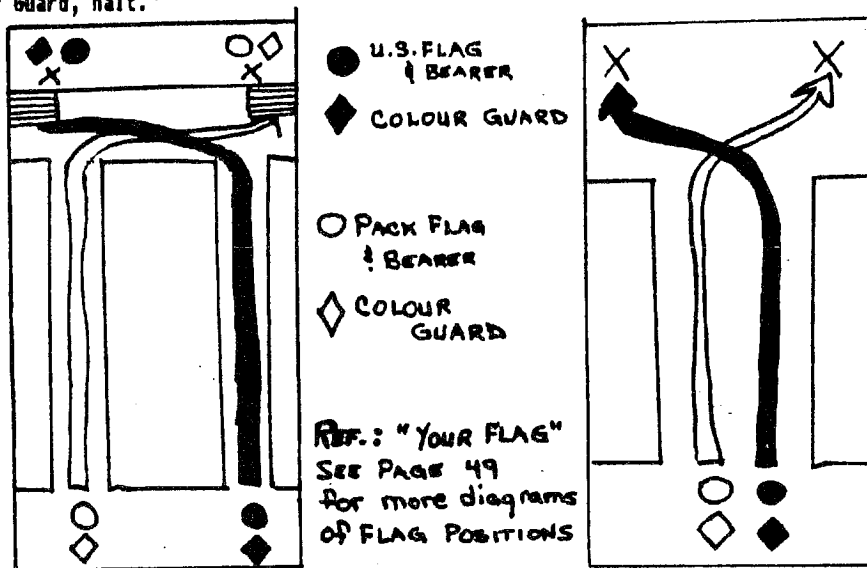 Guard, halt.
U.S. FLAG
& BEARER
COLOUR GUARD
PACK FLAG
& BEARER
COLOUR
GUARD
REF.: "YOUR FLAG"
SEE PAGE 49
for more diagrams
of FLAG POSITIONS